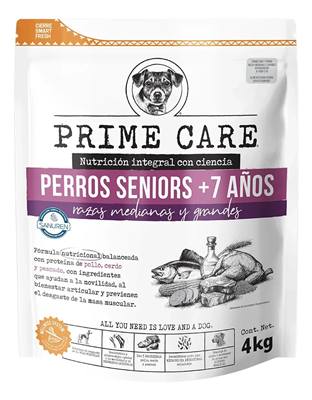 CIERRE
SMART
FRESH
PRIME CARE
Nutrición integral con ciencia
PERROS SENIORS +7 AÑOS
razas medianas y grandes
SANUREN
Fórmula nutricional balanceada
con proteína de pollo, cerdo
y pescado, con ingredientes
que ayudan a la movilidad, al
bienestar articular y previenen
el desgaste de la masa muscular.
ALL YOU NEED IS LOVE AND A DOG.
Cont. Net.
4kg